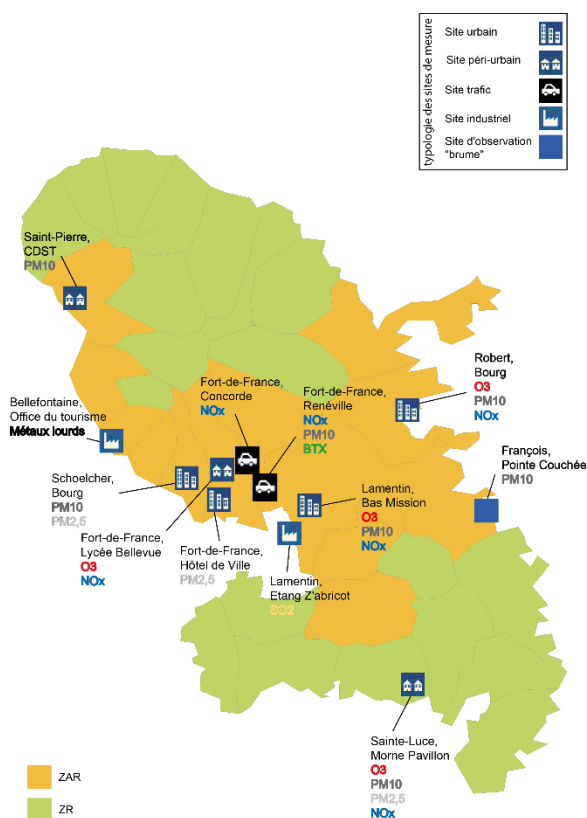 typologie des sites de mesure
Site urbain
Site péri-urbain
Site trafic
Site industriel
Site d'observation
"brume"
Saint-Pierre,
CDST
PM10
Robert,
Bourg
O3
PM10
NOx
Fort-de-France,
Concorde
NOx
Fort-de-France,
Renéville
NOx
PM10
BTX
Bellefontaine,
Office du tourisme
Métaux lourds
François,
Pointe Couchée
PM10
Schoelcher,
Bourg
PM10
PM2,5
Lamentin,
Bas Mission
O3
PM10
NOx
Fort-de-France,
Lycée Bellevue
O3
NOx
Fort-de-France,
Hôtel de Ville
PM2,5
Lamentin,
Etang Z'abricot
SO2
Sainte-Luce,
Morne Pavillon
O3
PM10
PM2,5
NOx
ZAR
ZR